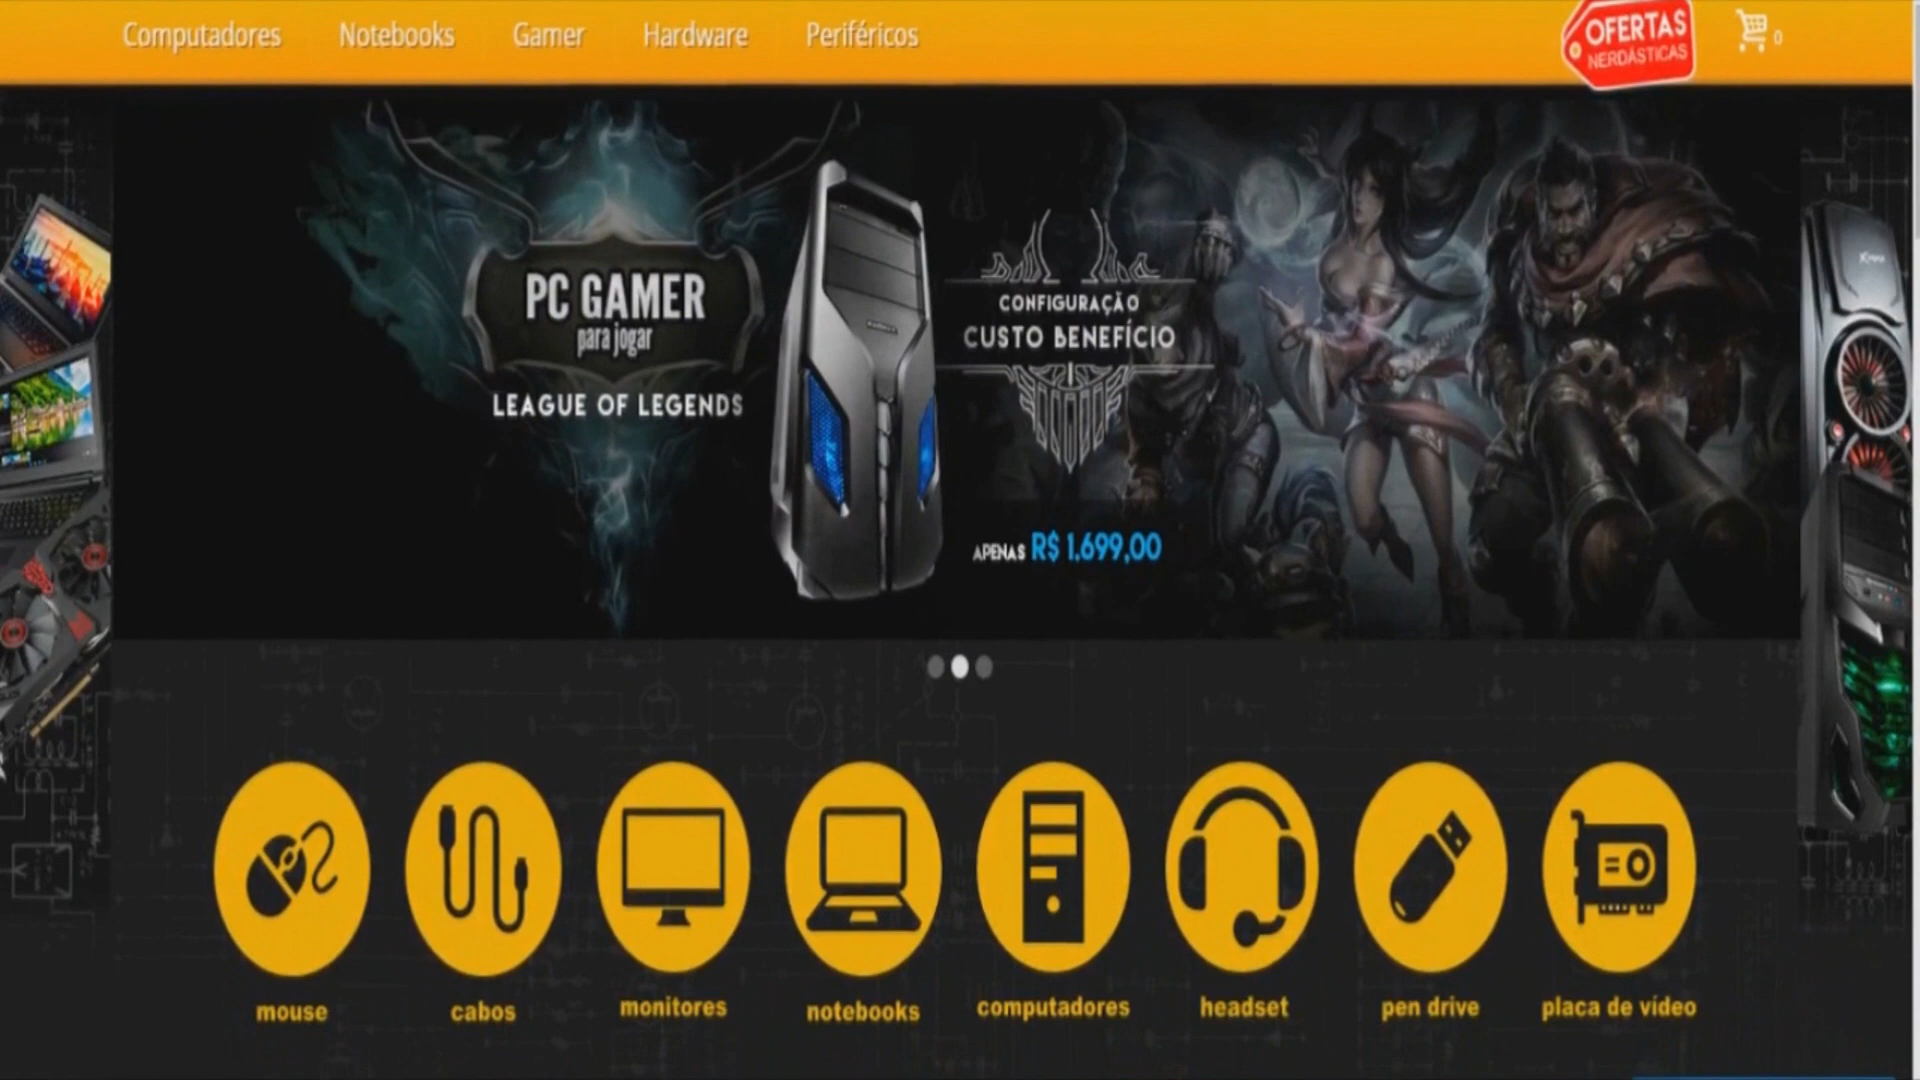 Computadores
Notebooks
Gamer
Hardware
Periféricos
OFERTAS
NERDÁSTICAS
0
PC GAMER
para jogar
LEAGUE OF LEGENDS
CONFIGURAÇÃO
CUSTO BENEFÍCIO
APENAS R$ 1.699,00
mouse
cabos
monitores
notebooks
computadores
headset
pen drive
placa de vídeo